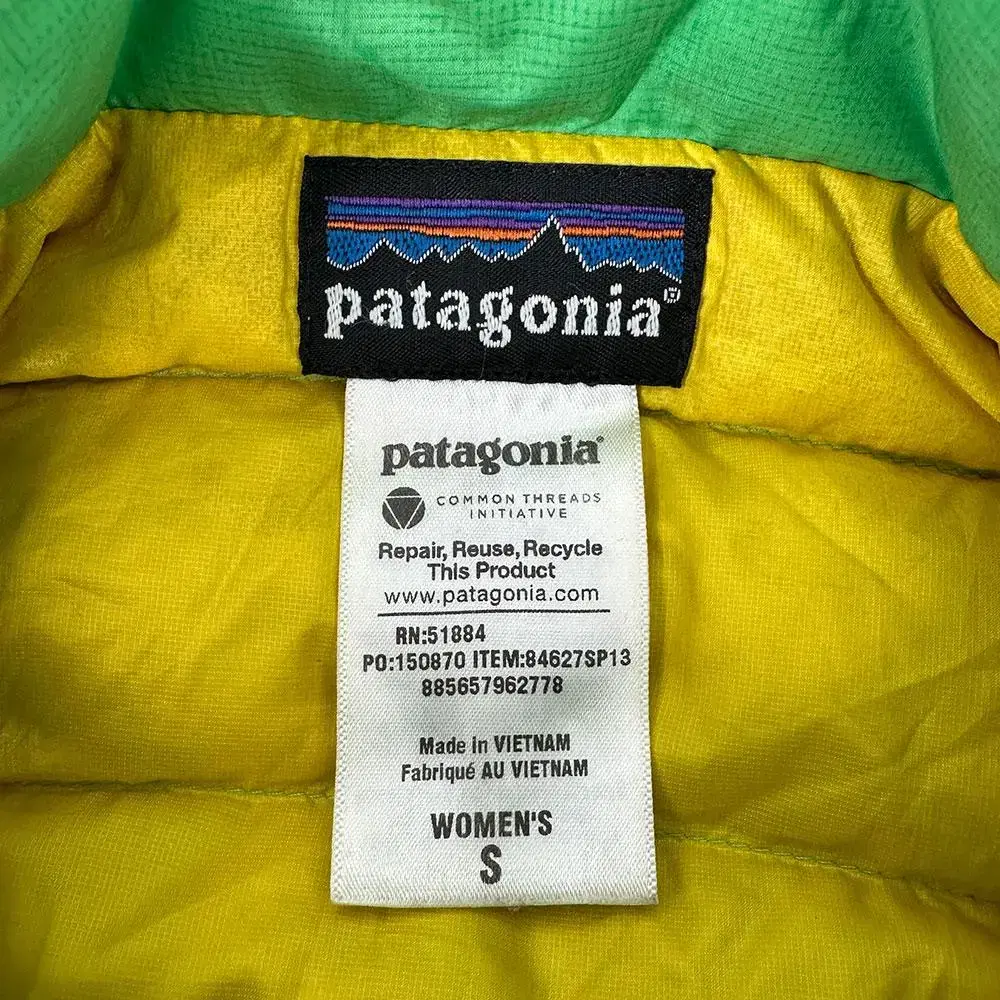 patagonia®
patagonia®
COMMON THREADS
INITIATIVE
Repair, Reuse, Recycle
This Product
www.patagonia.com
RN:51884
PO:150870 ITEM:84627SP13
885657962778
Made in VIETNAM
Fabriqué AU VIETNAM
WOMEN'S
S